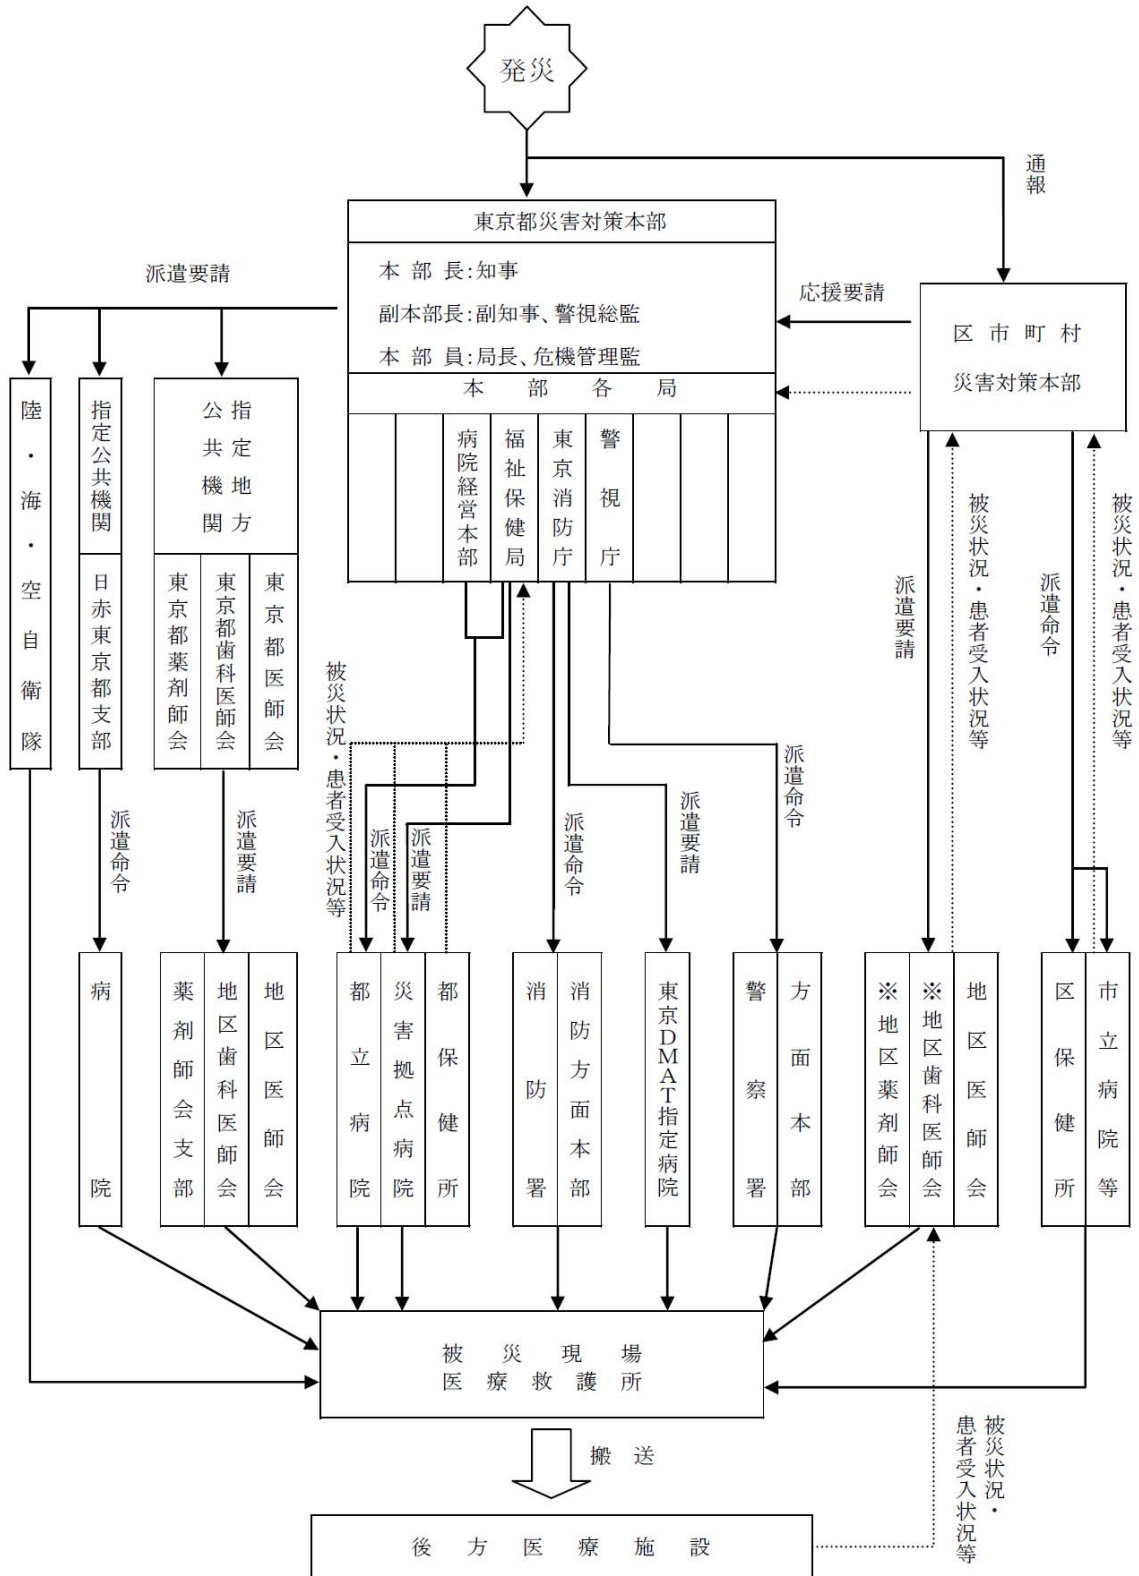 発災
通報
東京都災害対策本部
本部長:知事
副本部長:副知事、警視総監
本部員:局長、危機管理監
本部各局
病院経営本部
福祉保健局
東京消防庁
警視庁
派遣要請
応援要請
区市町村
災害対策本部
陸・海・空自衛隊
指定公共機関
日赤東京都支部
指定地方
公共機関
東京都薬剤師会
東京都歯科医師会
東京都医師会
被災状況・患者受入状況等
派遣命令
派遣要請
派遣命令
派遣要請
派遣命令
派遣要請
派遣命令
派遣要請
被災状況・患者受入状況等
派遣命令
被災状況・患者受入状況等
病院
薬剤師会支部
地区歯科医師会
地区医師会
都立病院
災害拠点病院
都保健所
消防署
消防方面本部
東京DMAT指定病院
警察署
方面本部
※地区薬剤師会
※地区歯科医師会
地区医師会
区保健所
市立病院等
被災現場
医療救護所
搬送
被災状況・
患者受入状況等
後方医療施設